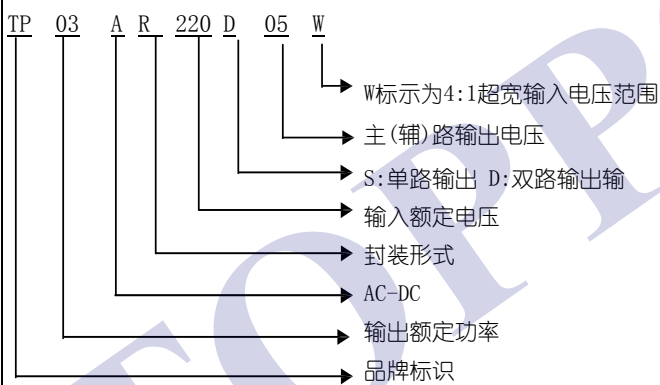 TP 03 A R 220 D 05 W
W标示为4:1超宽输入电压范围
主(辅)路输出电压
S:单路输出 D:双路输出输
输入额定电压
封装形式
AC-DC
输出额定功率
品牌标识
TOPP